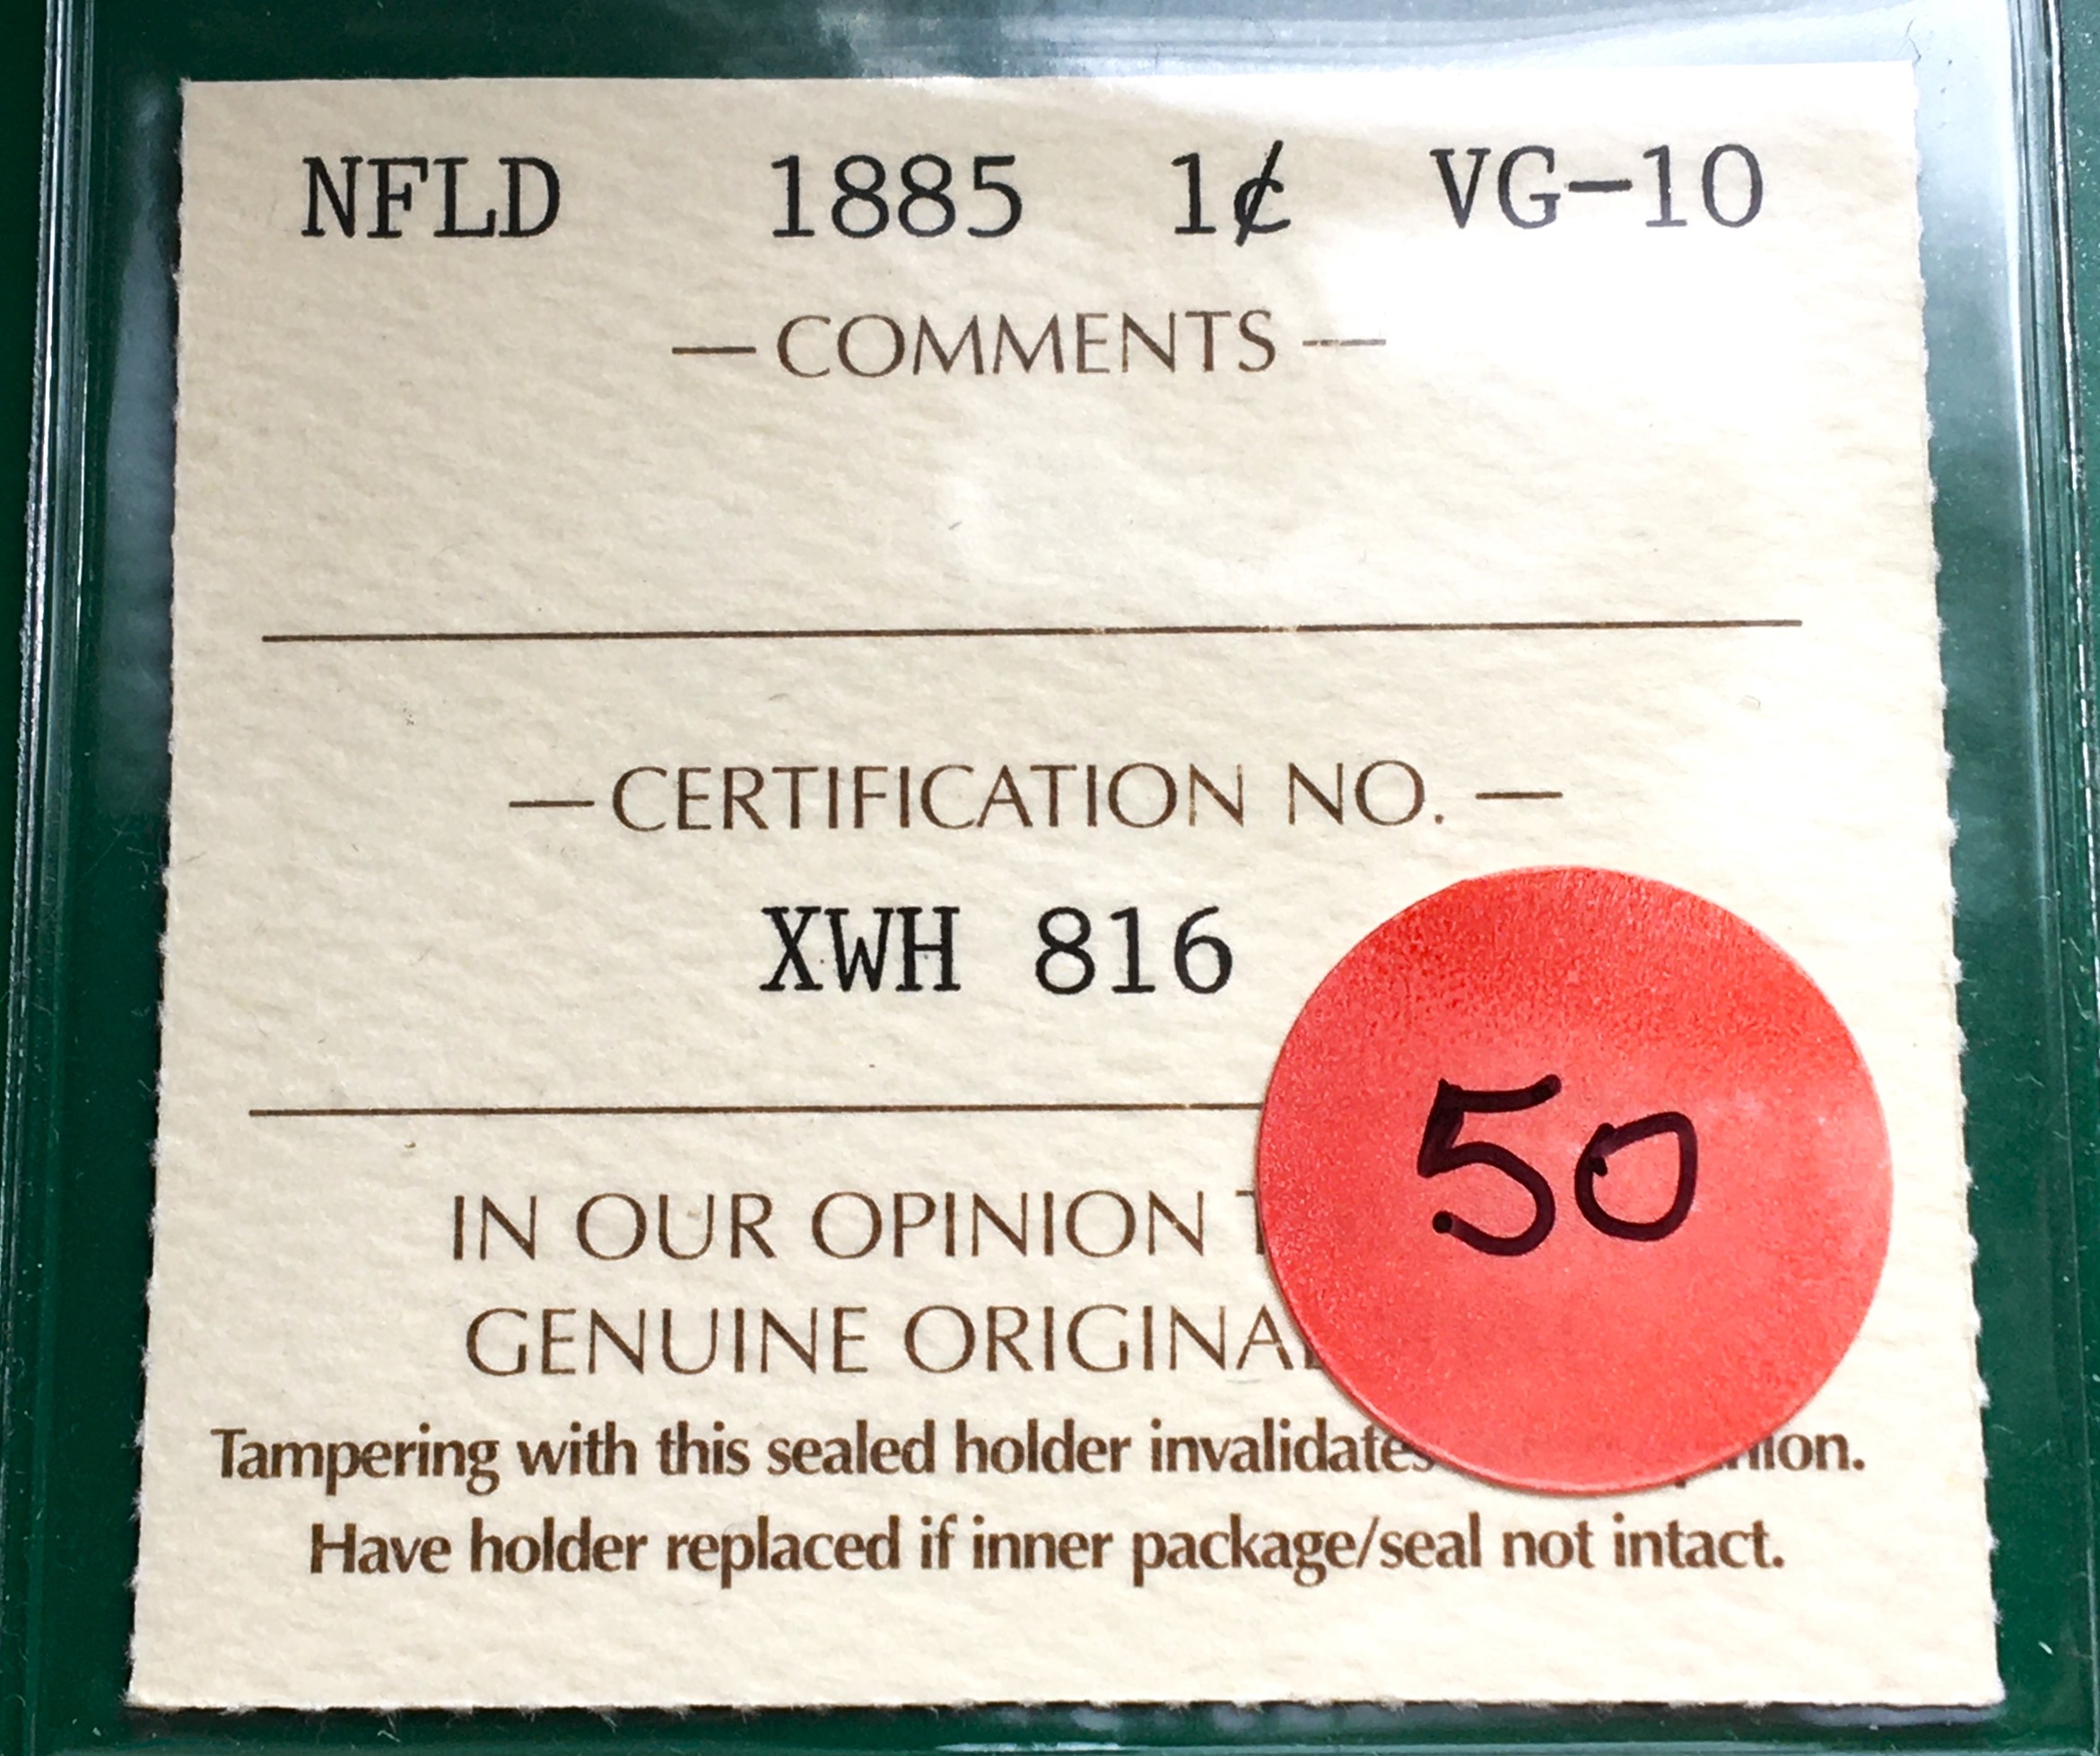 NFLD 1885 1¢ VG-10
— COMMENTS —
— CERTIFICATION NO. —
XWH 816
50
IN OUR OPINION
GENUINE ORIGINAL
Tampering with this sealed holder invalidates
Have holder replaced if inner package/seal not intact.